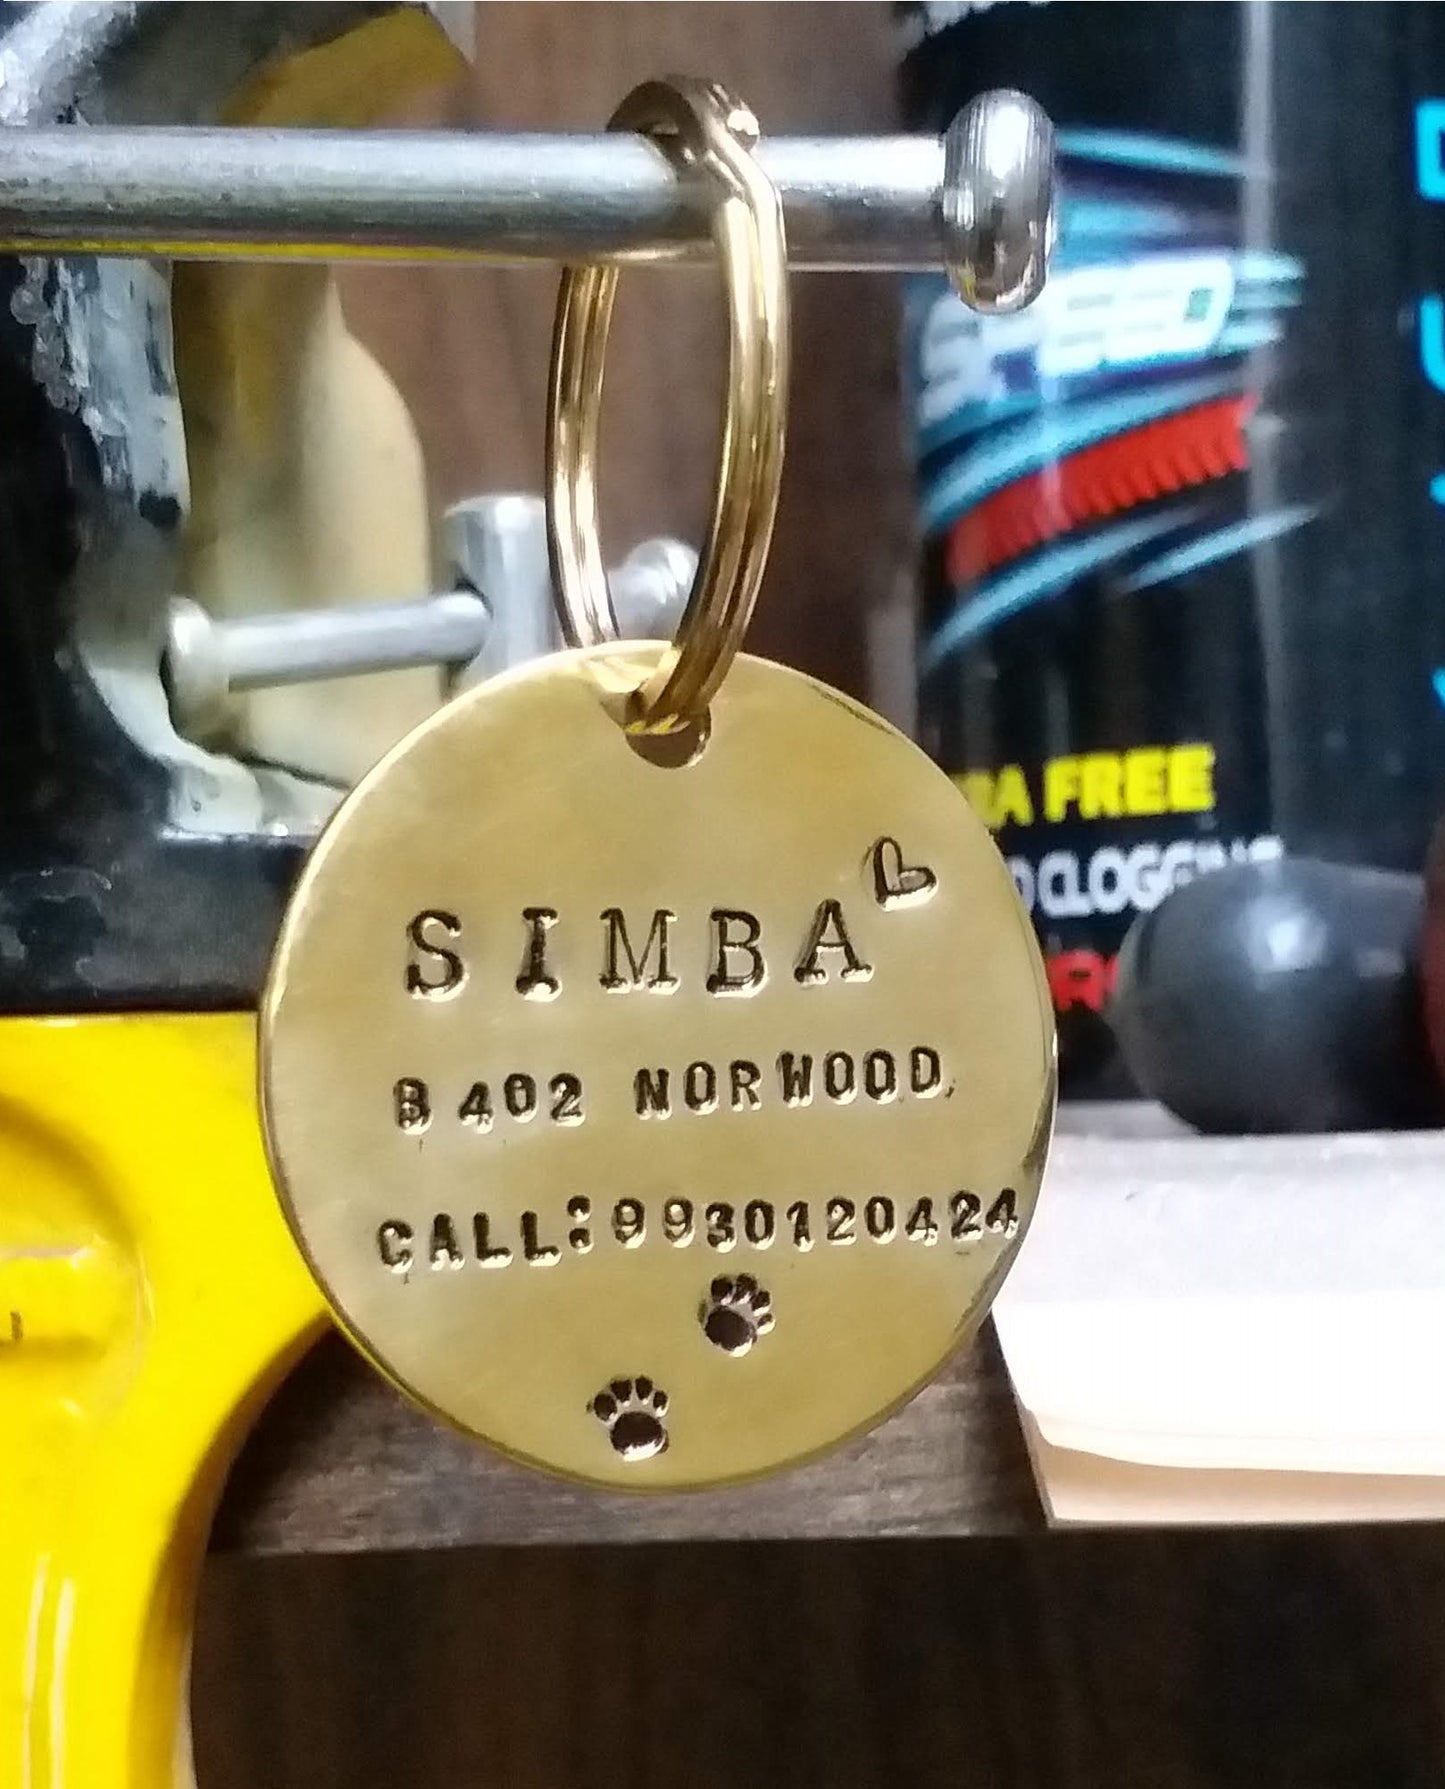 SIMBA
B 402 NORWOOD,
CALL:9930120424
SPEED
FREE